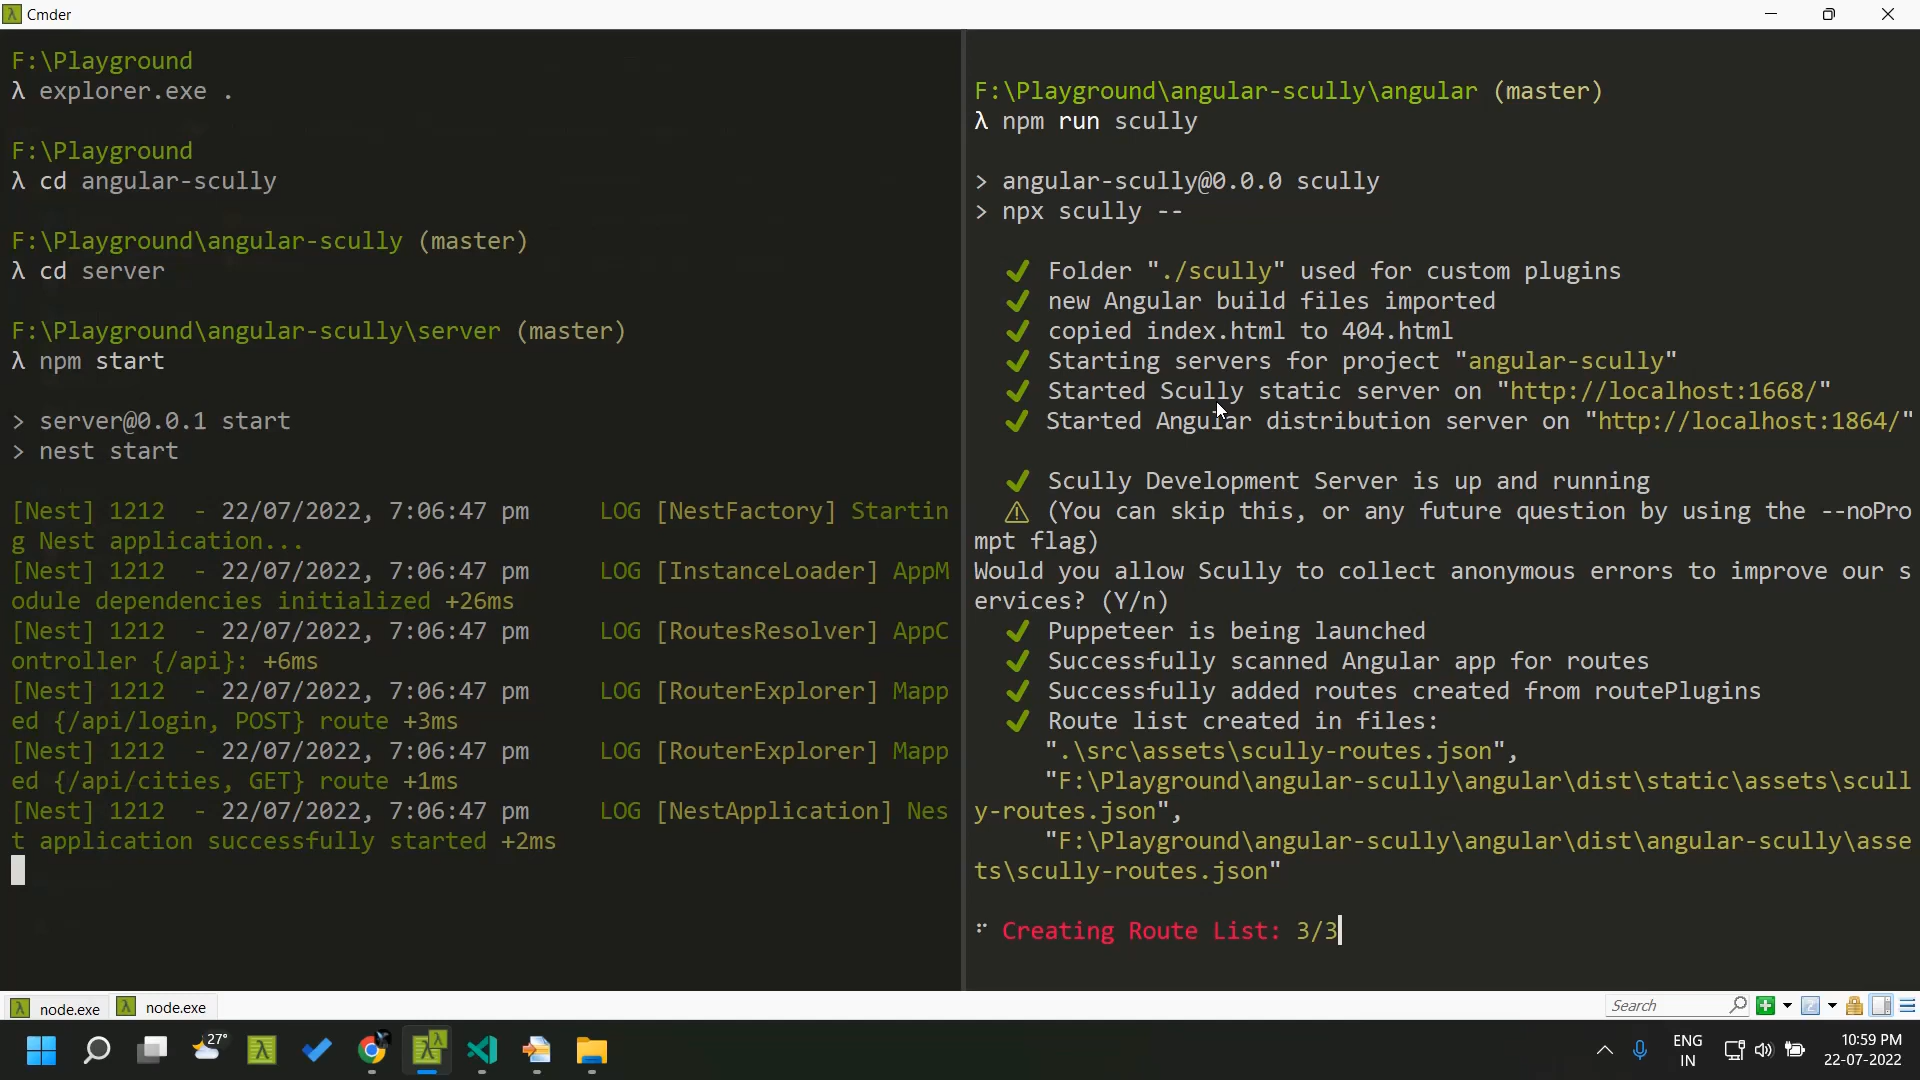 Cmder
F:\Playground
λ explorer.exe .
F:\Playground
λ cd angular-scully
F:\Playground\angular-scully (master)
λ cd server
F:\Playground\angular-scully\server (master)
λ npm start
> server@0.0.1 start
> nest start
[Nest] 1212  - 22/07/2022, 7:06:47 pm     LOG [NestFactory] Startin
g Nest application...
[Nest] 1212  - 22/07/2022, 7:06:47 pm     LOG [InstanceLoader] AppM
odule dependencies initialized +26ms
[Nest] 1212  - 22/07/2022, 7:06:47 pm     LOG [RoutesResolver] AppC
ontroller {/api}: +6ms
[Nest] 1212  - 22/07/2022, 7:06:47 pm     LOG [RouterExplorer] Mapp
ed {/api/login, POST} route +3ms
[Nest] 1212  - 22/07/2022, 7:06:47 pm     LOG [RouterExplorer] Mapp
ed {/api/cities, GET} route +1ms
[Nest] 1212  - 22/07/2022, 7:06:47 pm     LOG [NestApplication] Nes
t application successfully started +2ms
F:\Playground\angular-scully\angular (master)
λ npm run scully
> angular-scully@0.0.0 scully
> npx scully --
✔ Folder "./scully" used for custom plugins
✔ new Angular build files imported
✔ copied index.html to 404.html
✔ Starting servers for project "angular-scully"
✔ Started Scully static server on "http://localhost:1668/"
✔ Started Angular distribution server on "http://localhost:1864/"
✔ Scully Development Server is up and running
⚠ (You can skip this, or any future question by using the --noPro
mpt flag)
Would you allow Scully to collect anonymous errors to improve our s
ervices? (Y/n)
✔ Puppeteer is being launched
✔ Successfully scanned Angular app for routes
✔ Successfully added routes created from routePlugins
✔ Route list created in files:
".\src\assets\scully-routes.json",
"F:\Playground\angular-scully\angular\dist\static\assets\scull
y-routes.json",
"F:\Playground\angular-scully\angular\dist\angular-scully\asse
ts\scully-routes.json"
Creating Route List: 3/3
node.exe
node.exe
Search
27°
ENG
IN
10:59 PM
22-07-2022